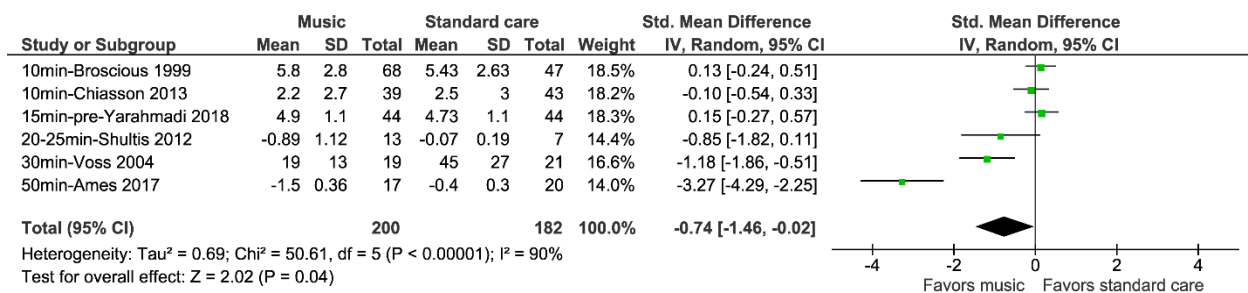 Music Standard care Std. Mean Difference Std. Mean Difference
Study or Subgroup Mean SD Total Mean SD Total Weight IV, Random, 95% CI IV, Random, 95% CI
10min-Broscious 1999 5.8 2.8 68 5.43 2.63 47 18.5% 0.13 [-0.24, 0.51]
10min-Chiasson 2013 2.2 2.7 39 2.5 3 43 18.2% -0.10 [-0.54, 0.33]
15min-pre-Yarahmadi 2018 4.9 1.1 44 4.73 1.1 44 18.3% 0.15 [-0.27, 0.57]
20-25min-Shultis 2012 -0.89 1.12 13 -0.07 0.19 7 14.4% -0.85 [-1.82, 0.11]
30min-Voss 2004 19 13 19 45 27 21 16.6% -1.18 [-1.86, -0.51]
50min-Ames 2017 -1.5 0.36 17 -0.4 0.3 20 14.0% -3.27 [-4.29, -2.25]
Total (95% CI) 200 182 100.0% -0.74 [-1.46, -0.02]
Heterogeneity: Tau² = 0.69; Chi² = 50.61, df = 5 (P < 0.00001); I² = 90%
Test for overall effect: Z = 2.02 (P = 0.04)
-4 -2 0 2 4
Favors music Favors standard care